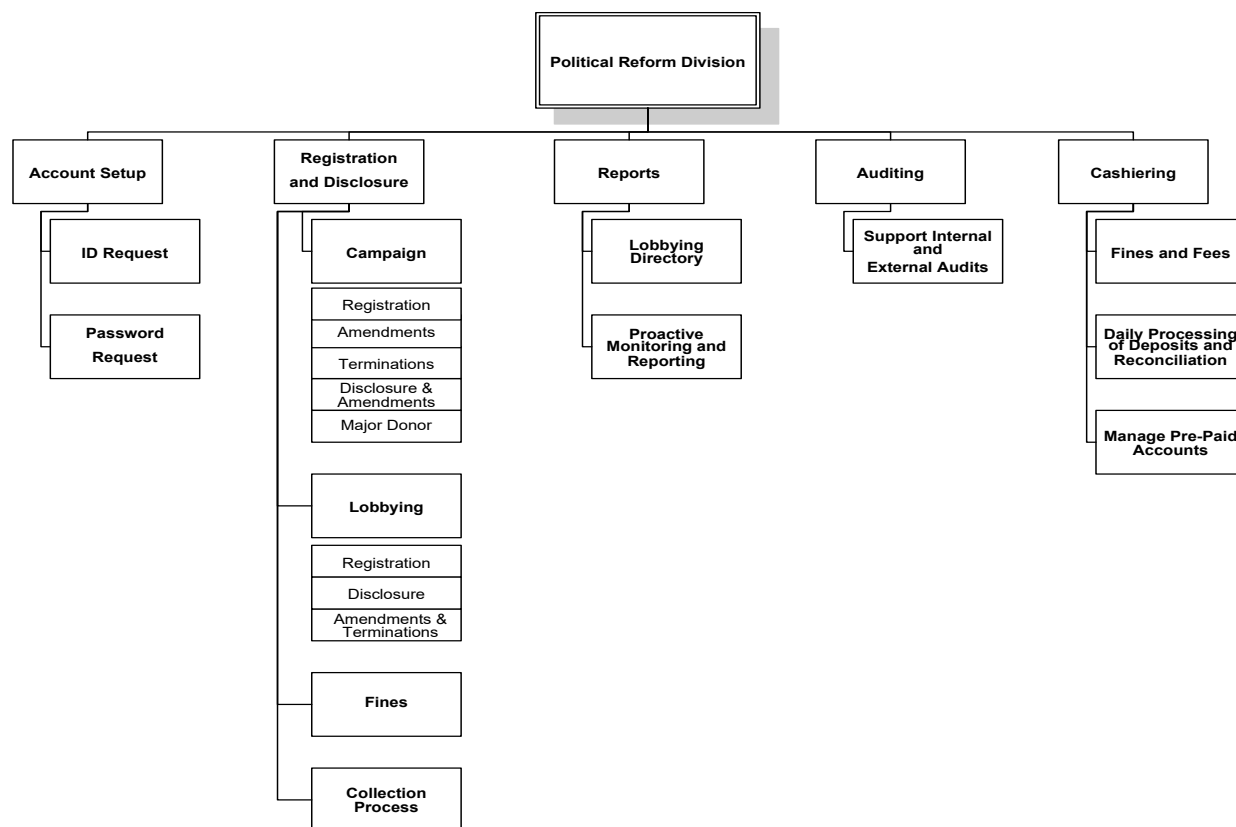 Political Reform Division
Account Setup
ID Request
Password
Request
Registration
and Disclosure
Campaign
Registration
Amendments
Terminations
Disclosure &
Amendments
Major Donor
Lobbying
Registration
Disclosure
Amendments &
Terminations
Fines
Collection
Process
Reports
Lobbying
Directory
Proactive
Monitoring and
Reporting
Auditing
Support Internal
and
External Audits
Cashiering
Fines and Fees
Daily Processing
of Deposits and
Reconciliation
Manage Pre-Paid
Accounts